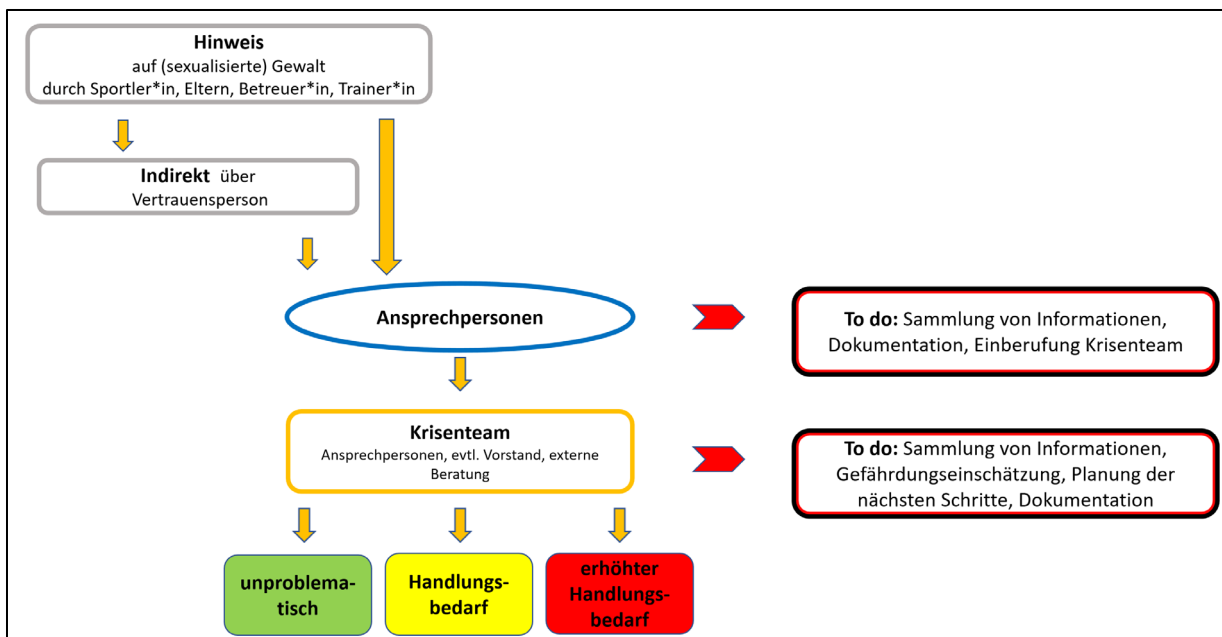 Hinweis
auf (sexualisierte) Gewalt
durch Sportler*in, Eltern, Betreuer*in, Trainer*in
Indirekt über
Vertrauensperson
Ansprechpersonen
To do: Sammlung von Informationen,
Dokumentation, Einberufung Krisenteam
Krisenteam
Ansprechpersonen, evtl. Vorstand, externe
Beratung
To do: Sammlung von Informationen,
Gefährdungseinschätzung, Planung der
nächsten Schritte, Dokumentation
unproblema-
tisch
Handlungs-
bedarf
erhöhter
Handlungs-
bedarf